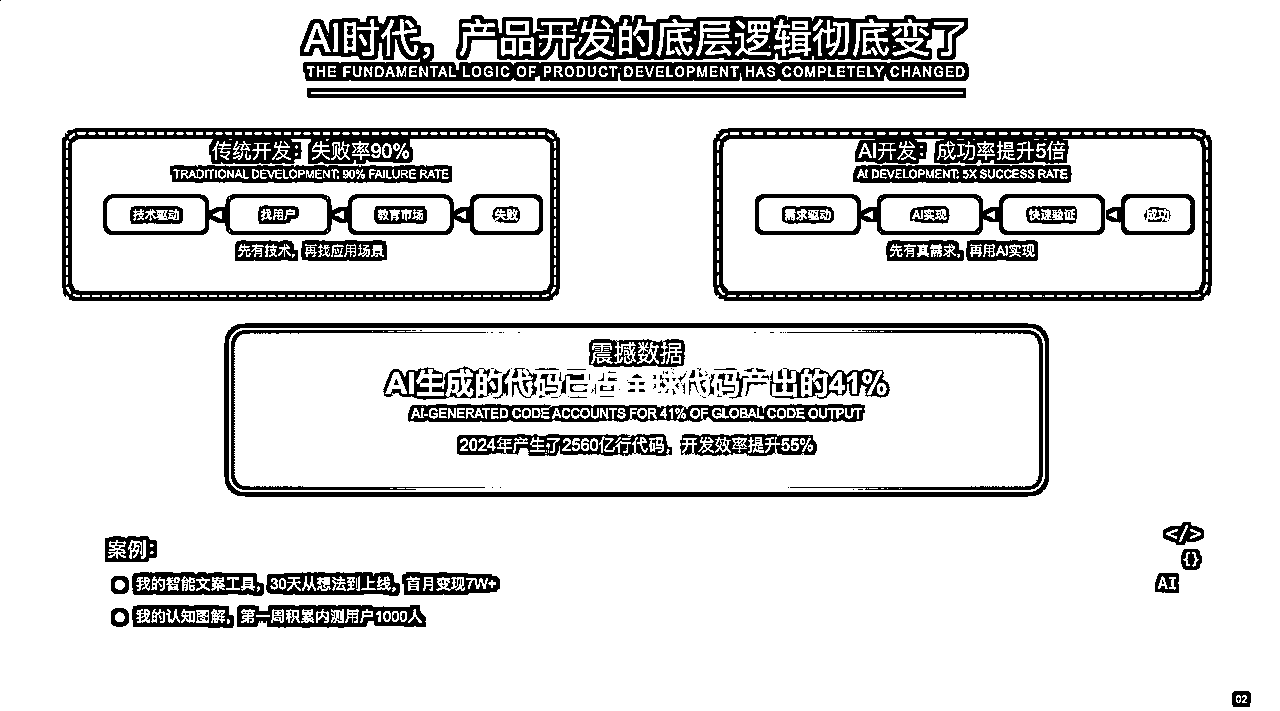 AI时代，产品开发的底层逻辑彻底变了
THE FUNDAMENTAL LOGIC OF PRODUCT DEVELOPMENT HAS COMPLETELY CHANGED
传统开发：失败率90%
TRADITIONAL DEVELOPMENT: 90% FAILURE RATE
技术驱动 找用户 教育市场 失败
先有技术，再找应用场景
AI开发：成功率提升5倍
AI DEVELOPMENT: 5X SUCCESS RATE
需求驱动 AI实现 快速验证 成功
先有真需求，再用AI实现
震撼数据
AI生成的代码已占全球代码产出的41%
AI-GENERATED CODE ACCOUNTS FOR 41% OF GLOBAL CODE OUTPUT
2024年产生了2560亿行代码，开发效率提升55%
案例：
我的智能文案工具，30天从想法到上线，首月变现7W+
我的认知图解，第一周积累内测用户1000人
</>
{}
AI
02